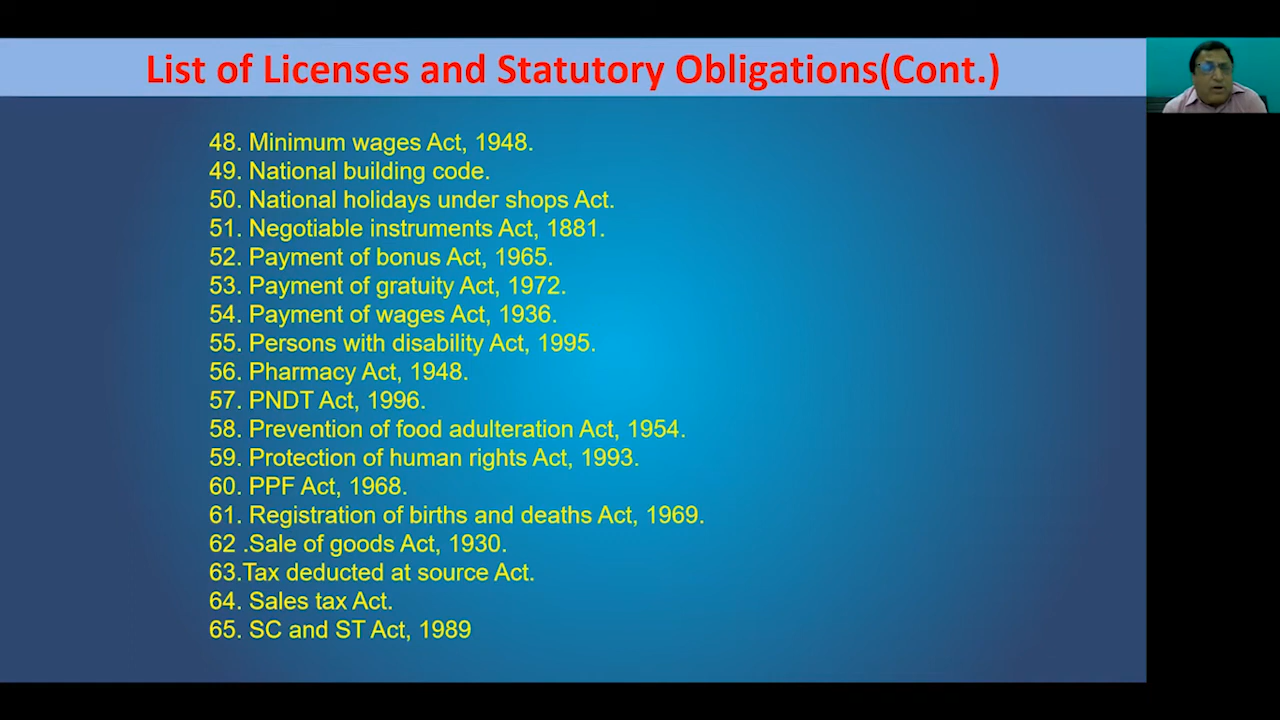 List of Licenses and Statutory Obligations(Cont.)
48. Minimum wages Act, 1948.
49. National building code.
50. National holidays under shops Act.
51. Negotiable instruments Act, 1881.
52. Payment of bonus Act, 1965.
53. Payment of gratuity Act, 1972.
54. Payment of wages Act, 1936.
55. Persons with disability Act, 1995.
56. Pharmacy Act, 1948.
57. PNDT Act, 1996.
58. Prevention of food adulteration Act, 1954.
59. Protection of human rights Act, 1993.
60. PPF Act, 1968.
61. Registration of births and deaths Act, 1969.
62 .Sale of goods Act, 1930.
63.Tax deducted at source Act.
64. Sales tax Act.
65. SC and ST Act, 1989